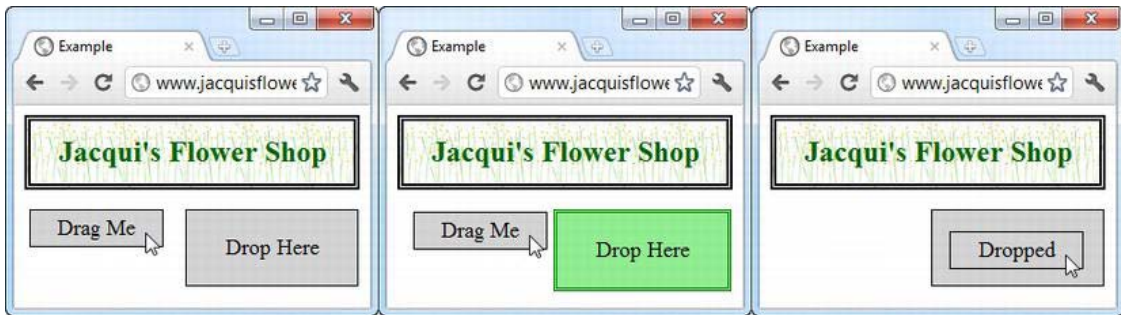 Example
www.jacquisflowe
Jacqui's Flower Shop
Drag Me
Drop Here
Example
www.jacquisflowe
Jacqui's Flower Shop
Drag Me
Drop Here
Example
www.jacquisflowe
Jacqui's Flower Shop
Dropped